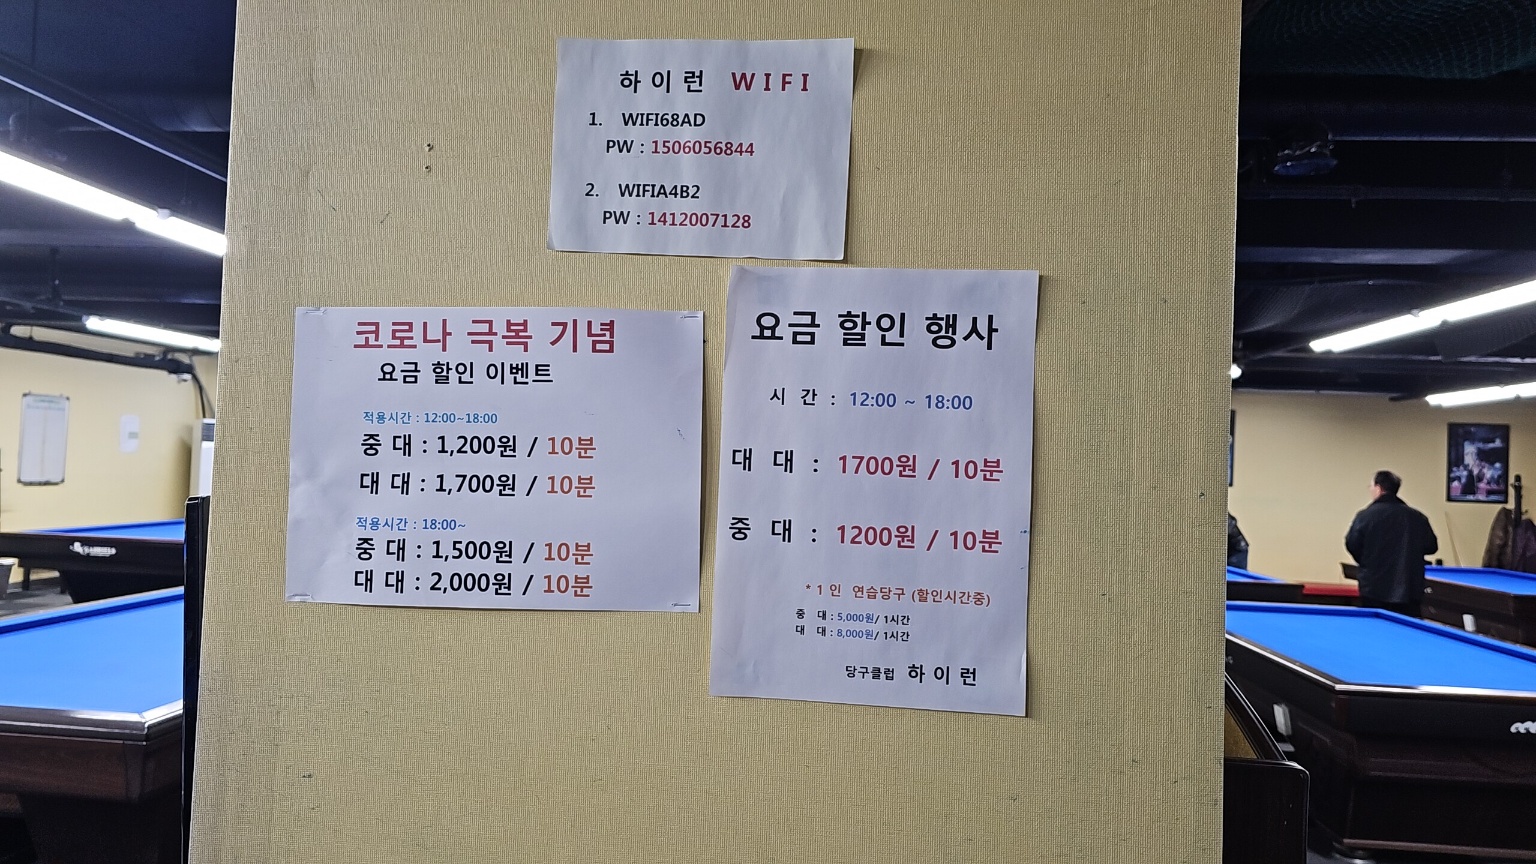 하이런 WIFI
1. WIFI68AD
PW : 1506056844
2. WIFIA4B2
PW : 1412007128
코로나 극복 기념
요금 할인 이벤트
적용시간 : 12:00~18:00
중 대 : 1,200원 / 10분
대 대 : 1,700원 / 10분
적용시간 : 18:00~
중 대 : 1,500원 / 10분
대 대 : 2,000원 / 10분
요금 할인 행사
시 간 : 12:00 ~ 18:00
대 대 : 1700원 / 10분
중 대 : 1200원 / 10분
* 1 인 연습당구 (할인시간중)
중 대 : 5,000원/ 1시간
대 대 : 8,000원/ 1시간
당구클럽 하이런